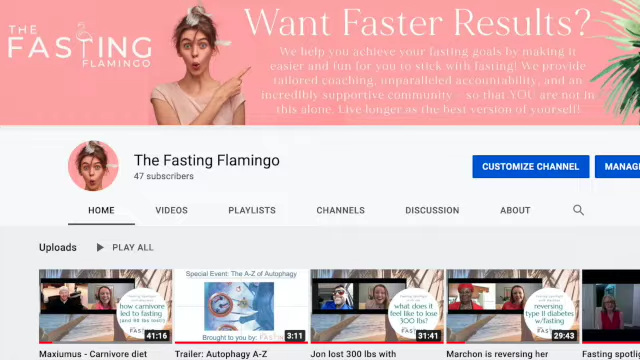 THE
FASTING
FLAMINGO
Want Faster Results?
We help you achieve your fasting goals by making it
easier and fun for you to stick with fasting! We provide
tailored coaching, unparalleled accountability, and an
incredibly supportive community - so that YOU are not in
this alone. Live longer as the best version of yourself!
The Fasting Flamingo
47 subscribers
CUSTOMIZE CHANNEL
MANAG
HOME
VIDEOS
PLAYLISTS
CHANNELS
DISCUSSION
ABOUT
Uploads
PLAY ALL
how carnivore
led to fasting
41:16
Special Event: The A-Z of Autophagy
Brought to you by:
3:11
what does it
feel like to lose
300 lbs?
31:41
reversing
type II diabetes
w/fasting
29:43
Maxiumus - Carnivore diet
Trailer: Autophagy A-Z
Jon lost 300 lbs with
Marchon is reversing her
Fasting spotli